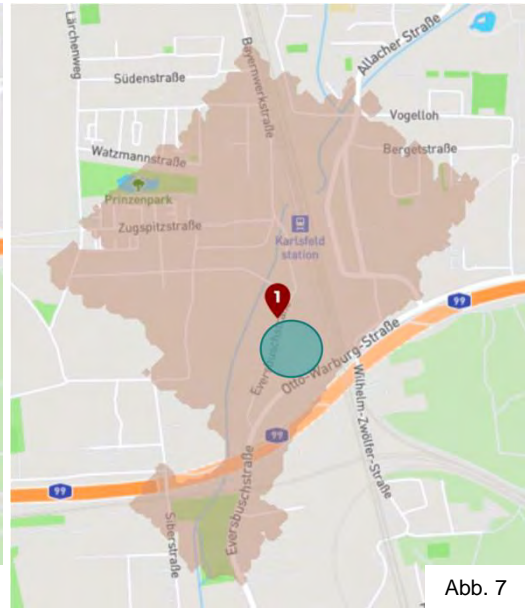 Lärchenweg
Bayernwerkstraße
Allacher Straße
Südenstraße
Vogelloh
Bergetstraße
Watzmannstraße
Prinzenpark
Zugspitzstraße
Karlsfeld
station
1
99
Eversbuschstraße
Otto-Warburg-Straße
Wilhelm-Zwölfer-Straße
99
99
Eversbuschstraße
Siberstraße
Abb. 7